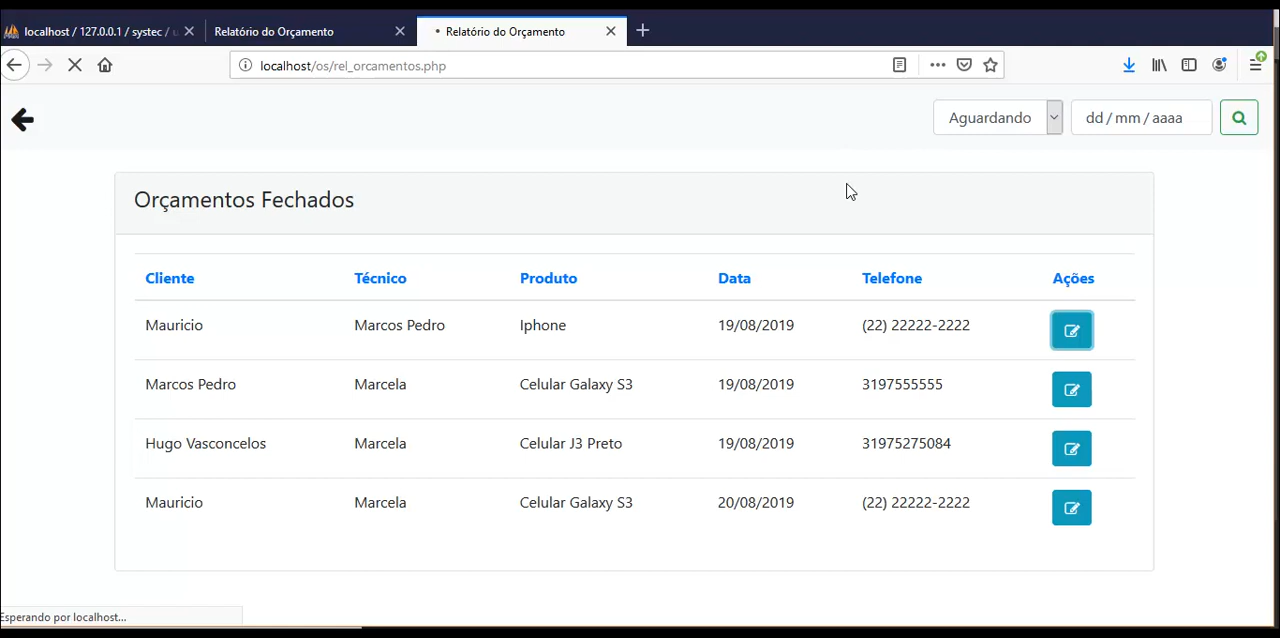 localhost / 127.0.0.1 / systec / u
Relatório do Orçamento
• Relatório do Orçamento
localhost/os/rel_orcamentos.php
Aguardando
dd / mm / aaaa
Orçamentos Fechados
Cliente Técnico Produto Data Telefone Ações
Mauricio Marcos Pedro Iphone 19/08/2019 (22) 22222-2222
Marcos Pedro Marcela Celular Galaxy S3 19/08/2019 3197555555
Hugo Vasconcelos Marcela Celular J3 Preto 19/08/2019 31975275084
Mauricio Marcela Celular Galaxy S3 20/08/2019 (22) 22222-2222
Esperando por localhost...